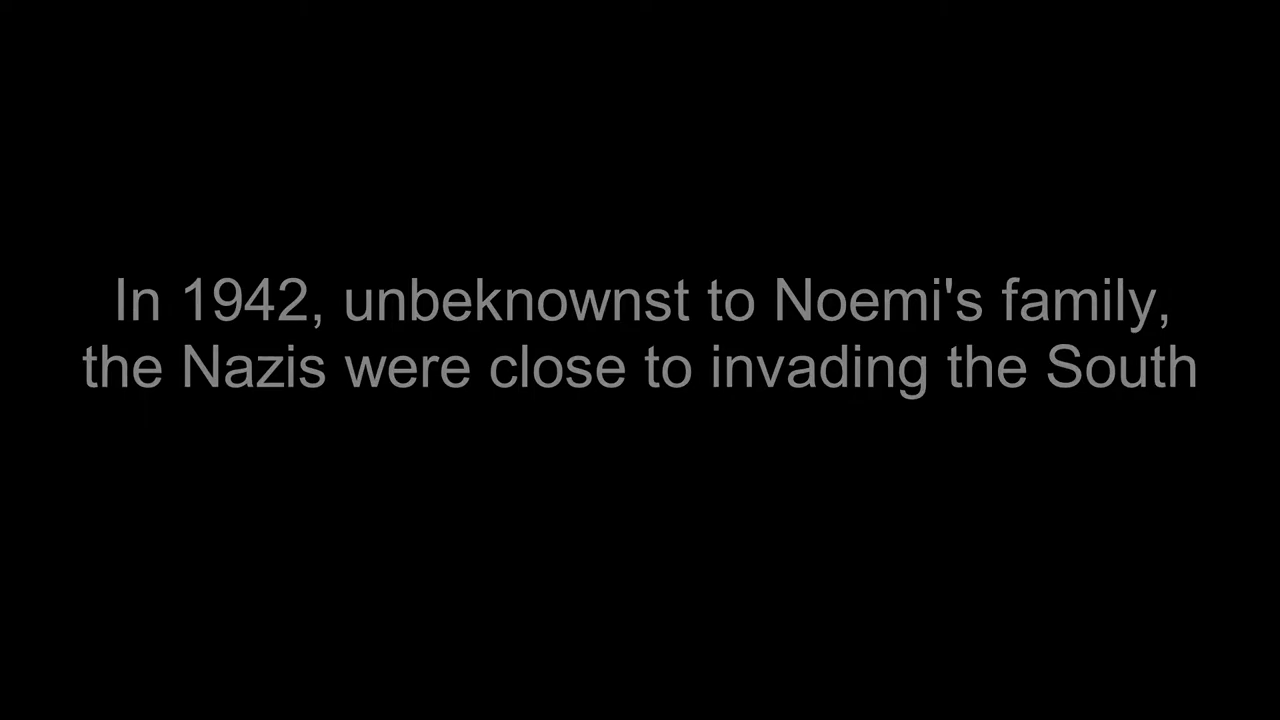 In 1942, unbeknownst to Noemi's family,
the Nazis were close to invading the South